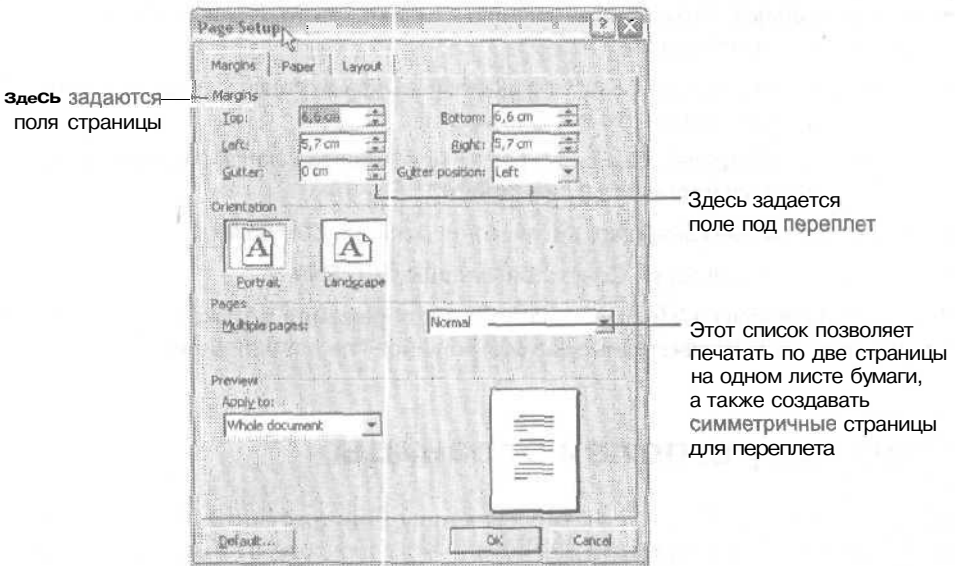 Page Setup
Margins Paper Layout
Margins
Top: 6,6 cm Bottom: 6,6 cm
Left: 5,7 cm Right: 5,7 cm
Gutter: 0 cm Gutter position: Left
Orientation
A A
Portrait Landscape
Pages
Multiple pages: Normal
Preview
Apply to:
Whole document
Default... OK Cancel
Здесь задаются
поля страницы
Здесь задается
поле под переплет
Этот список позволяет
печатать по две страницы
на одном листе бумаги,
а также создавать
симметричные страницы
для переплета